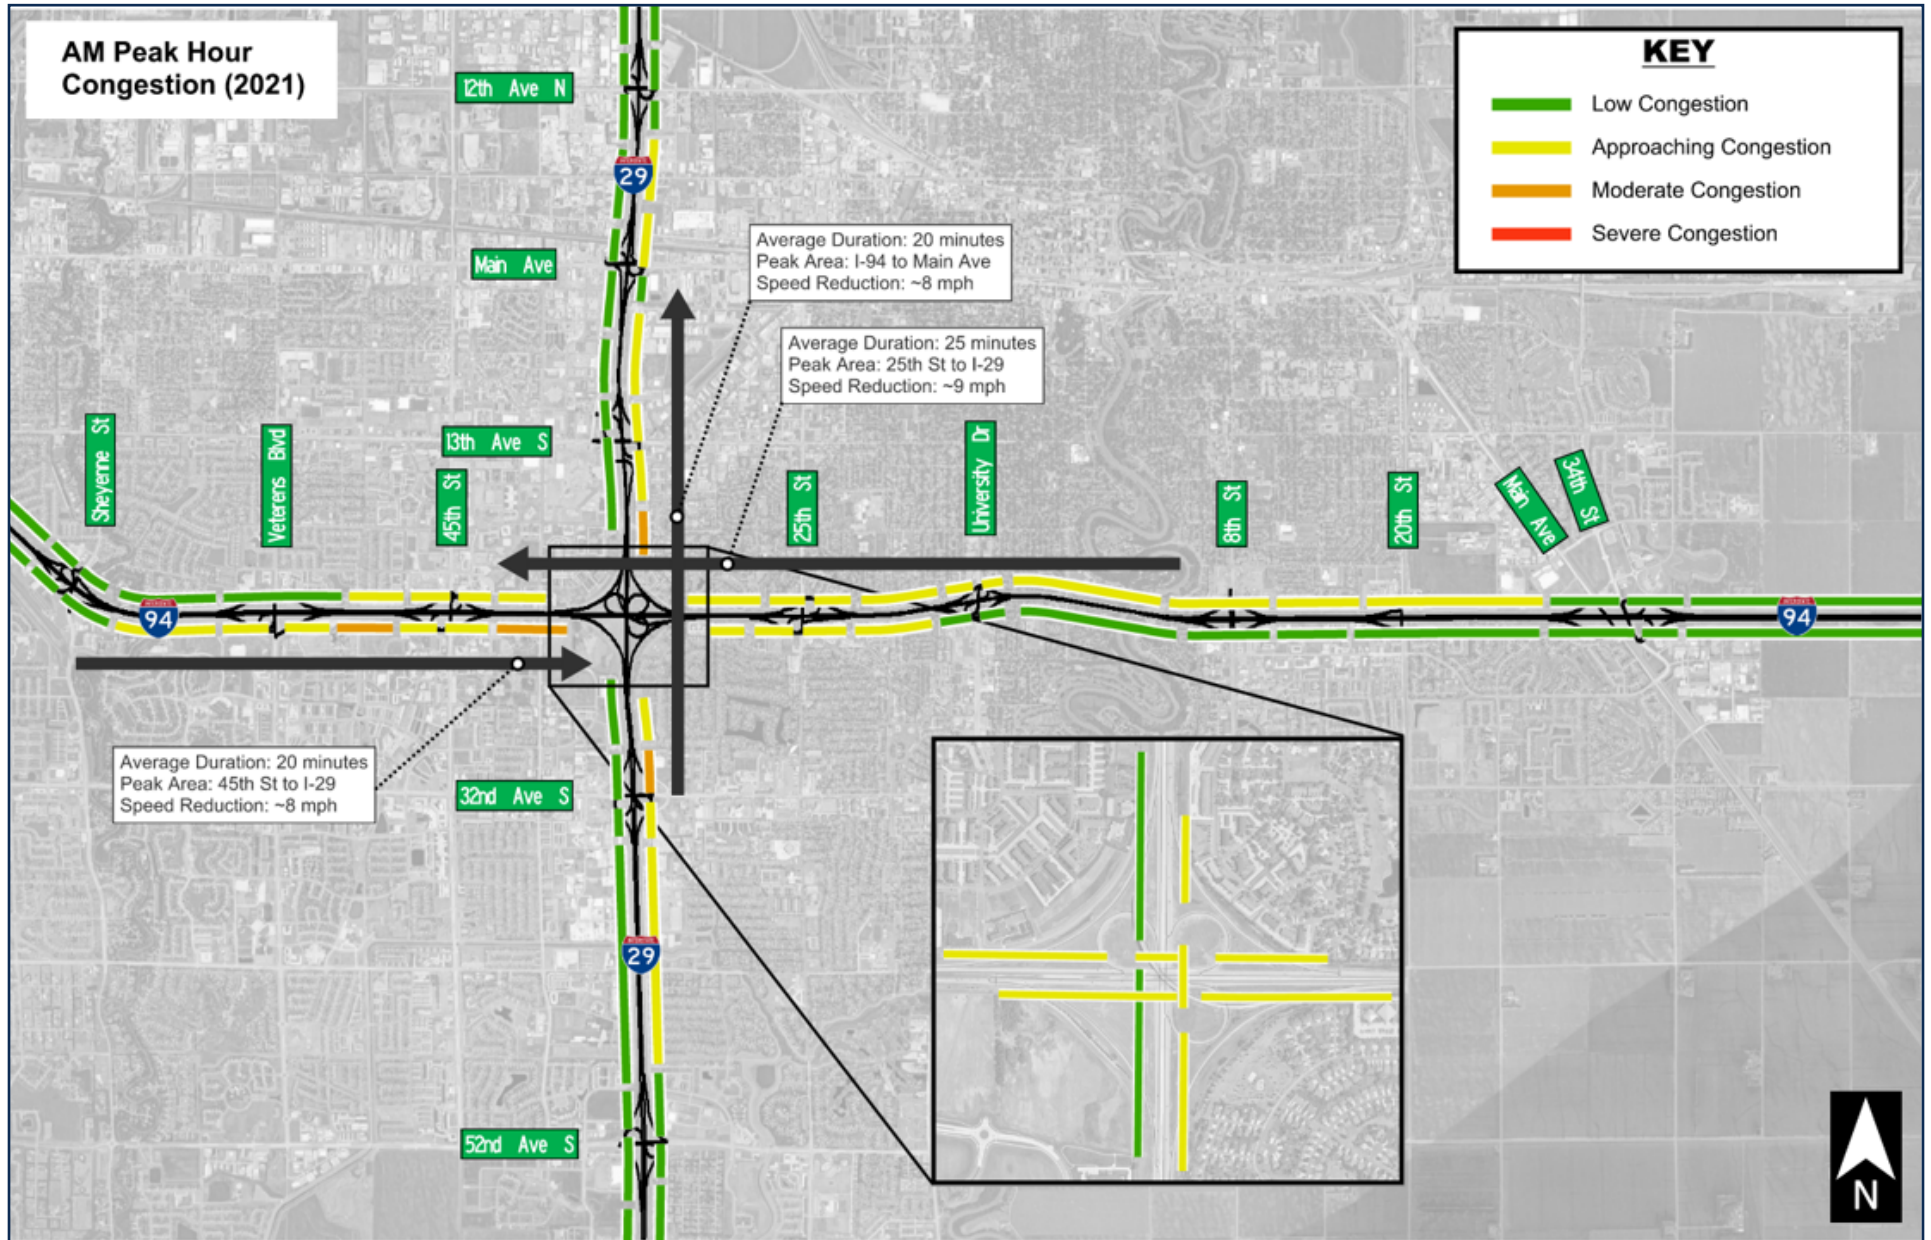 AM Peak Hour
Congestion (2021)
KEY
Low Congestion
Approaching Congestion
Moderate Congestion
Severe Congestion
12th Ave N
29
Main Ave
Average Duration: 20 minutes
Peak Area: I-94 to Main Ave
Speed Reduction: ~8 mph
Average Duration: 25 minutes
Peak Area: 25th St to I-29
Speed Reduction: ~9 mph
Sheyenne St
Veterens Blvd
13th Ave S
45th St
25th St
University Dr
8th St
20th St
Main Ave
34th St
94
94
Average Duration: 20 minutes
Peak Area: 45th St to I-29
Speed Reduction: ~8 mph
32nd Ave S
29
52nd Ave S
N